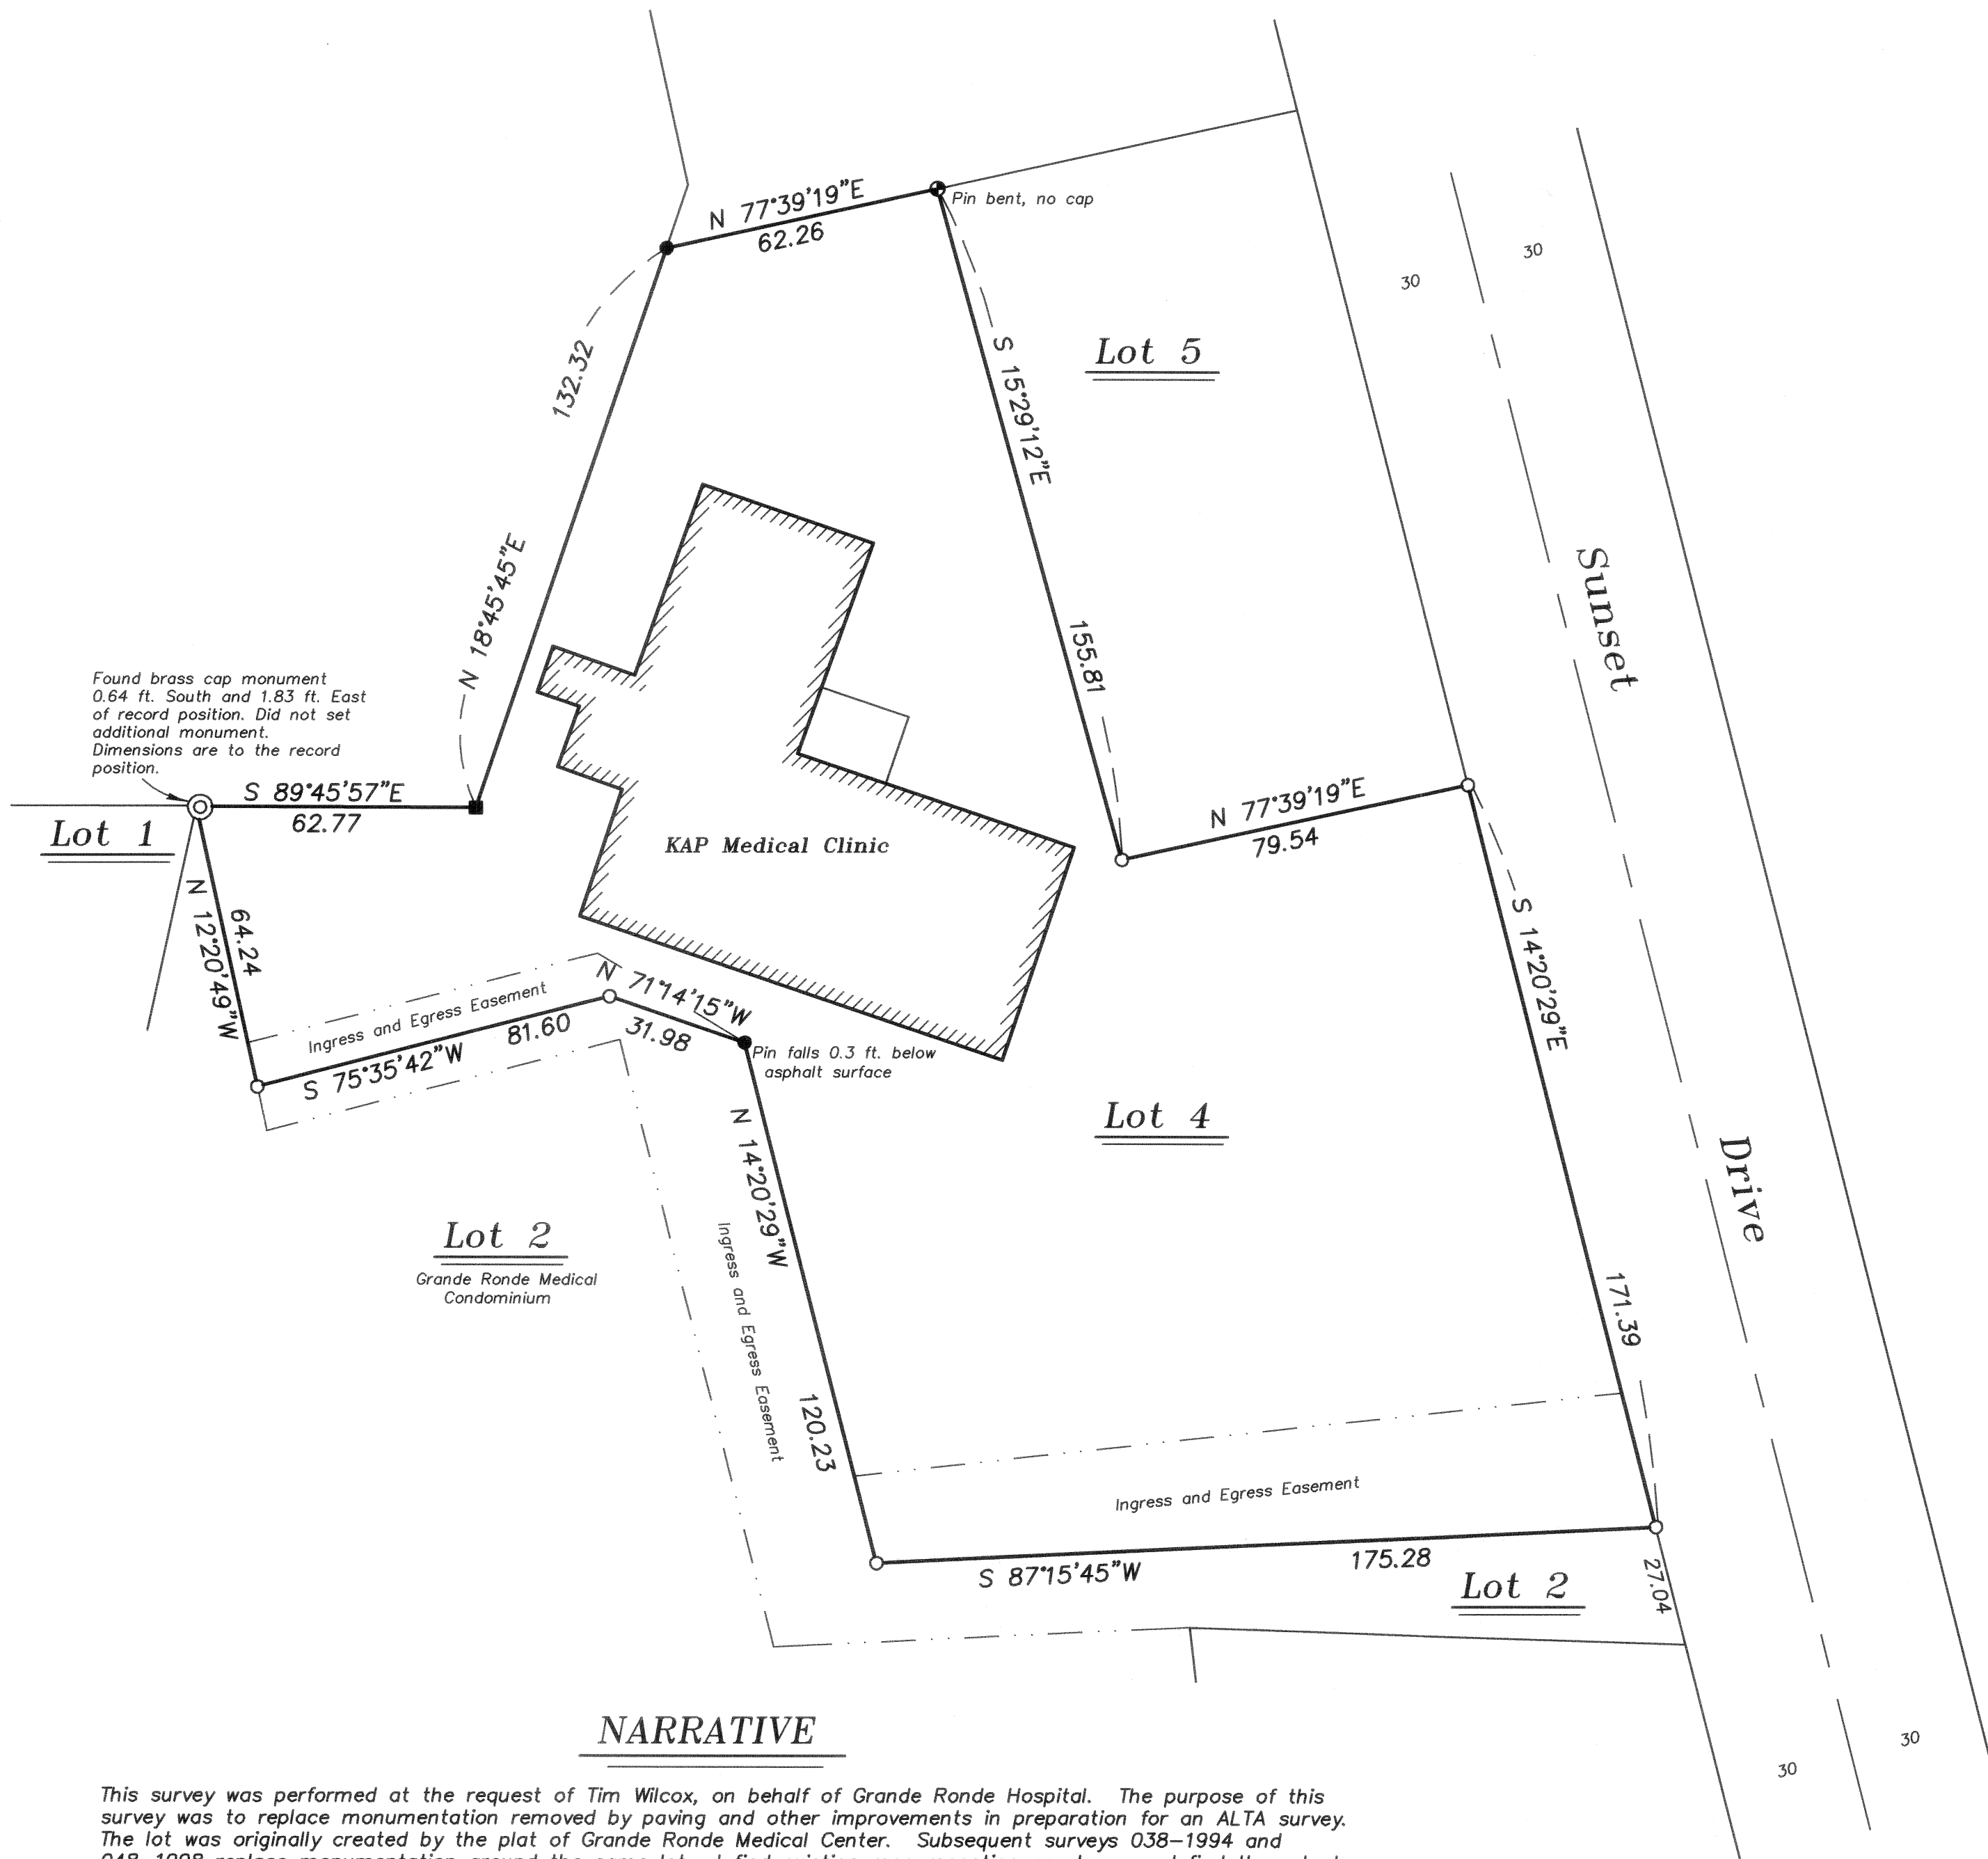 N 77°39'19"E
62.26
Pin bent, no cap
30
30
132.32
S 15°29'12"E
Lot 5
N 18°45'45"E
Sunset
155.81
Found brass cap monument
0.64 ft. South and 1.83 ft. East
of record position. Did not set
additional monument.
Dimensions are to the record
position.
S 89°45'57"E
62.77
Lot 1
KAP Medical Clinic
N 77°39'19"E
79.54
N 12°20'49"W
64.24
S 14°20'29"E
Ingress and Egress Easement
S 75°35'42"W
81.60
N 71°14'15"W
31.98
Pin falls 0.3 ft. below
asphalt surface
Lot 4
Drive
N 14°20'29"W
Lot 2
Grande Ronde Medical
Condominium
Ingress and Egress Easement
171.39
120.23
Ingress and Egress Easement
S 87°15'45"W
175.28
Lot 2
27.04
30
30
NARRATIVE
This survey was performed at the request of Tim Wilcox, on behalf of Grande Ronde Hospital. The purpose of this
survey was to replace monumentation removed by paving and other improvements in preparation for an ALTA survey.
The lot was originally created by the plat of Grande Ronde Medical Center. Subsequent surveys 038-1994 and